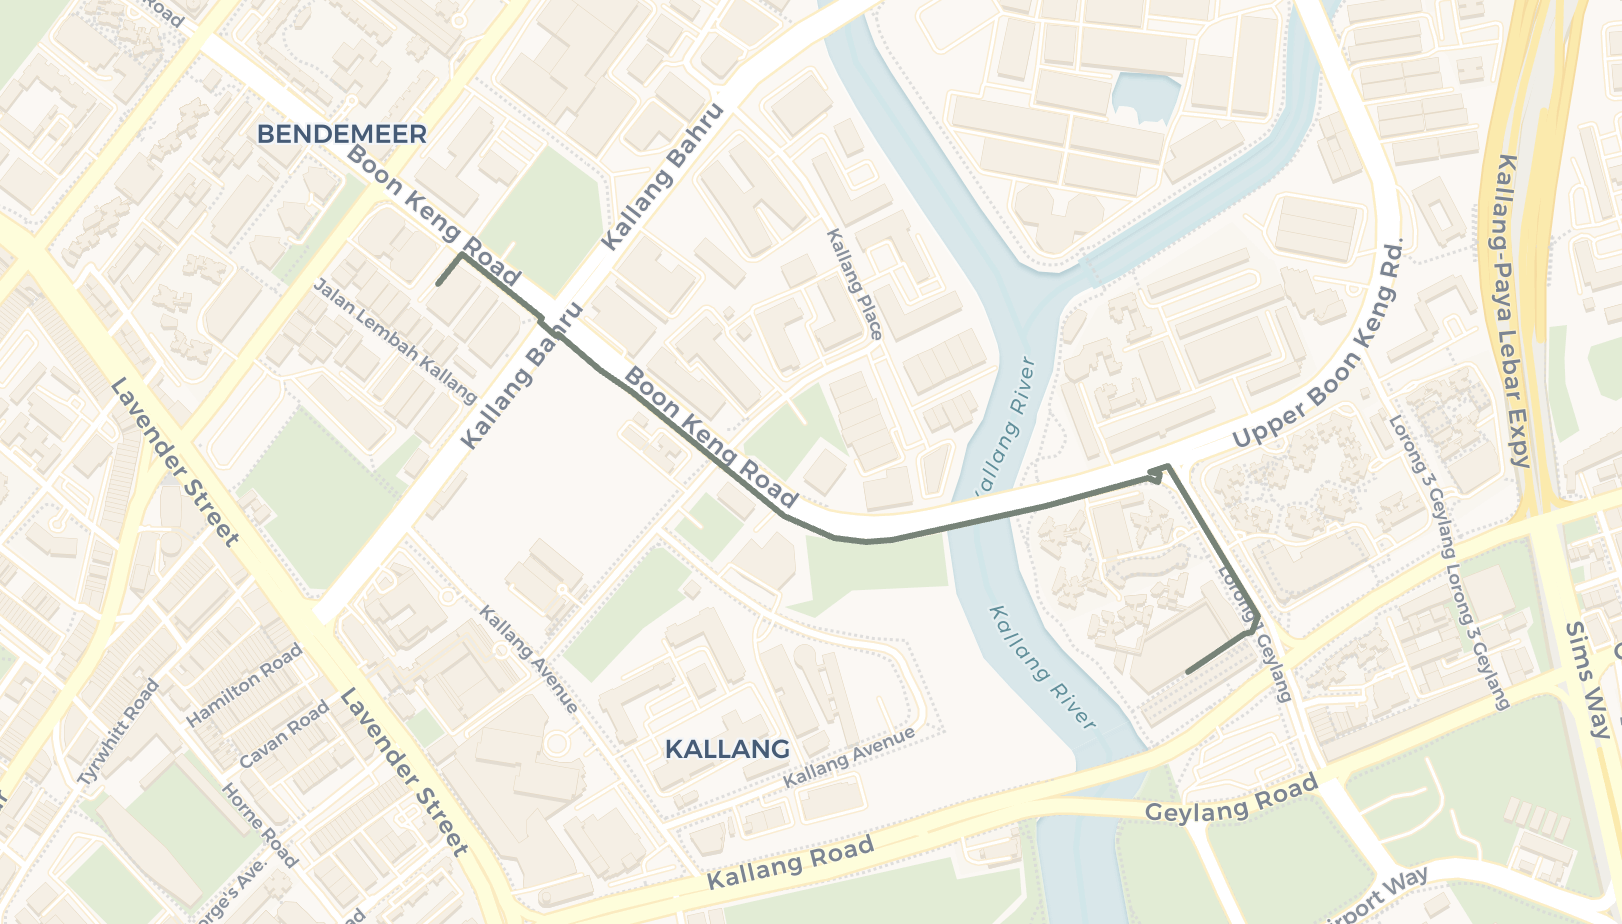 Road
BENDEMEER
Boon Keng Road
Kallang Bahru
Kallang Place
Kallang-Paya Lebar Expy
Jalan Lembah Kallang
Kallang Bahru
Boon Keng Road
Upper Boon Keng Rd.
Kallang River
Lavender Street
Lorong 3 Geylang
Lorong 3 Geylang
Lorong 1 Geylang
Kallang Avenue
Kallang River
Sims Way
Hamilton Road
Tyrwhitt Road
Cavan Road
Lavender Street
KALLANG
Kallang Avenue
Horne Road
Geylang Road
Kallang Road